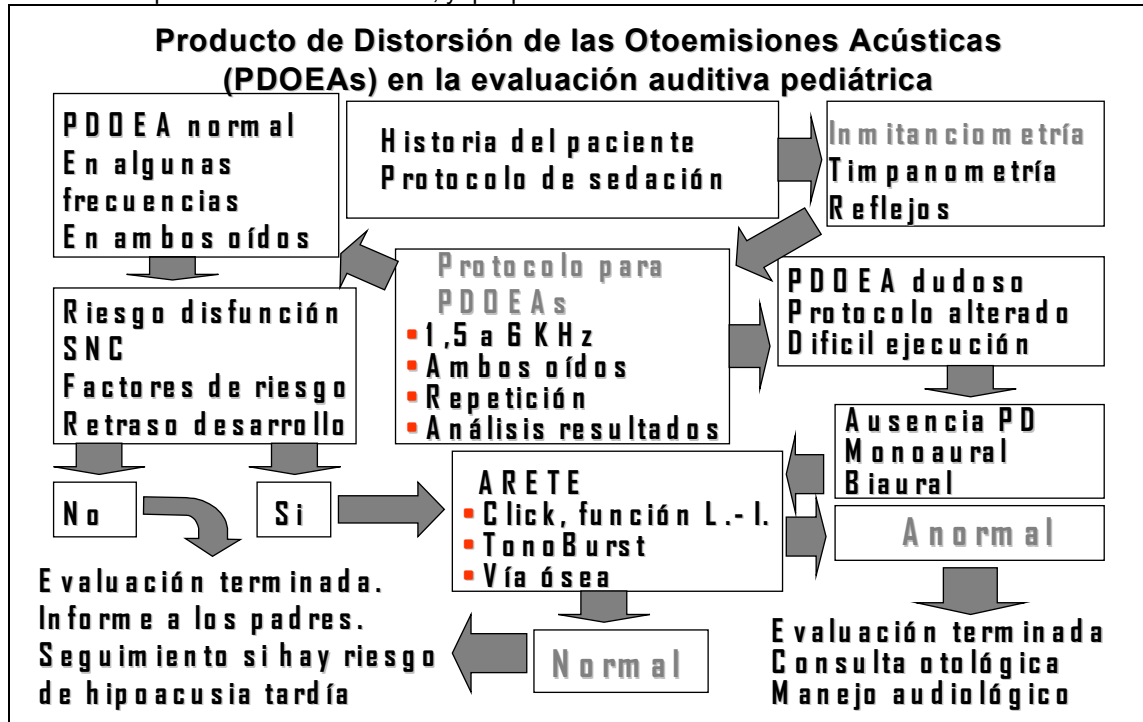 Producto de Distorsión de las Otoemisiones Acústicas
(PDOEAs) en la evaluación auditiva pediátrica
PDOEA normal
En algunas
frecuencias
En ambos oídos
Historia del paciente
Protocolo de sedación
Inmitanciometría
Timpanometría
Reflejos
Protocolo para
PDOEAs
▪1,5 a 6 KHz
▪Ambos oídos
▪Repetición
▪Análisis resultados
PDOEA dudoso
Protocolo alterado
Dificil ejecución
Riesgo disfunción
SNC
Factores de riesgo
Retraso desarrollo
Ausencia PD
Monoaural
Biaural
No
Si
ARETE
▪Click, función L.-I.
▪TonoBurst
▪Vía ósea
Anormal
Evaluación terminada.
Informe a los padres.
Seguimiento si hay riesgo
de hipoacusia tardía
Normal
Evaluación terminada
Consulta otológica
Manejo audiológico